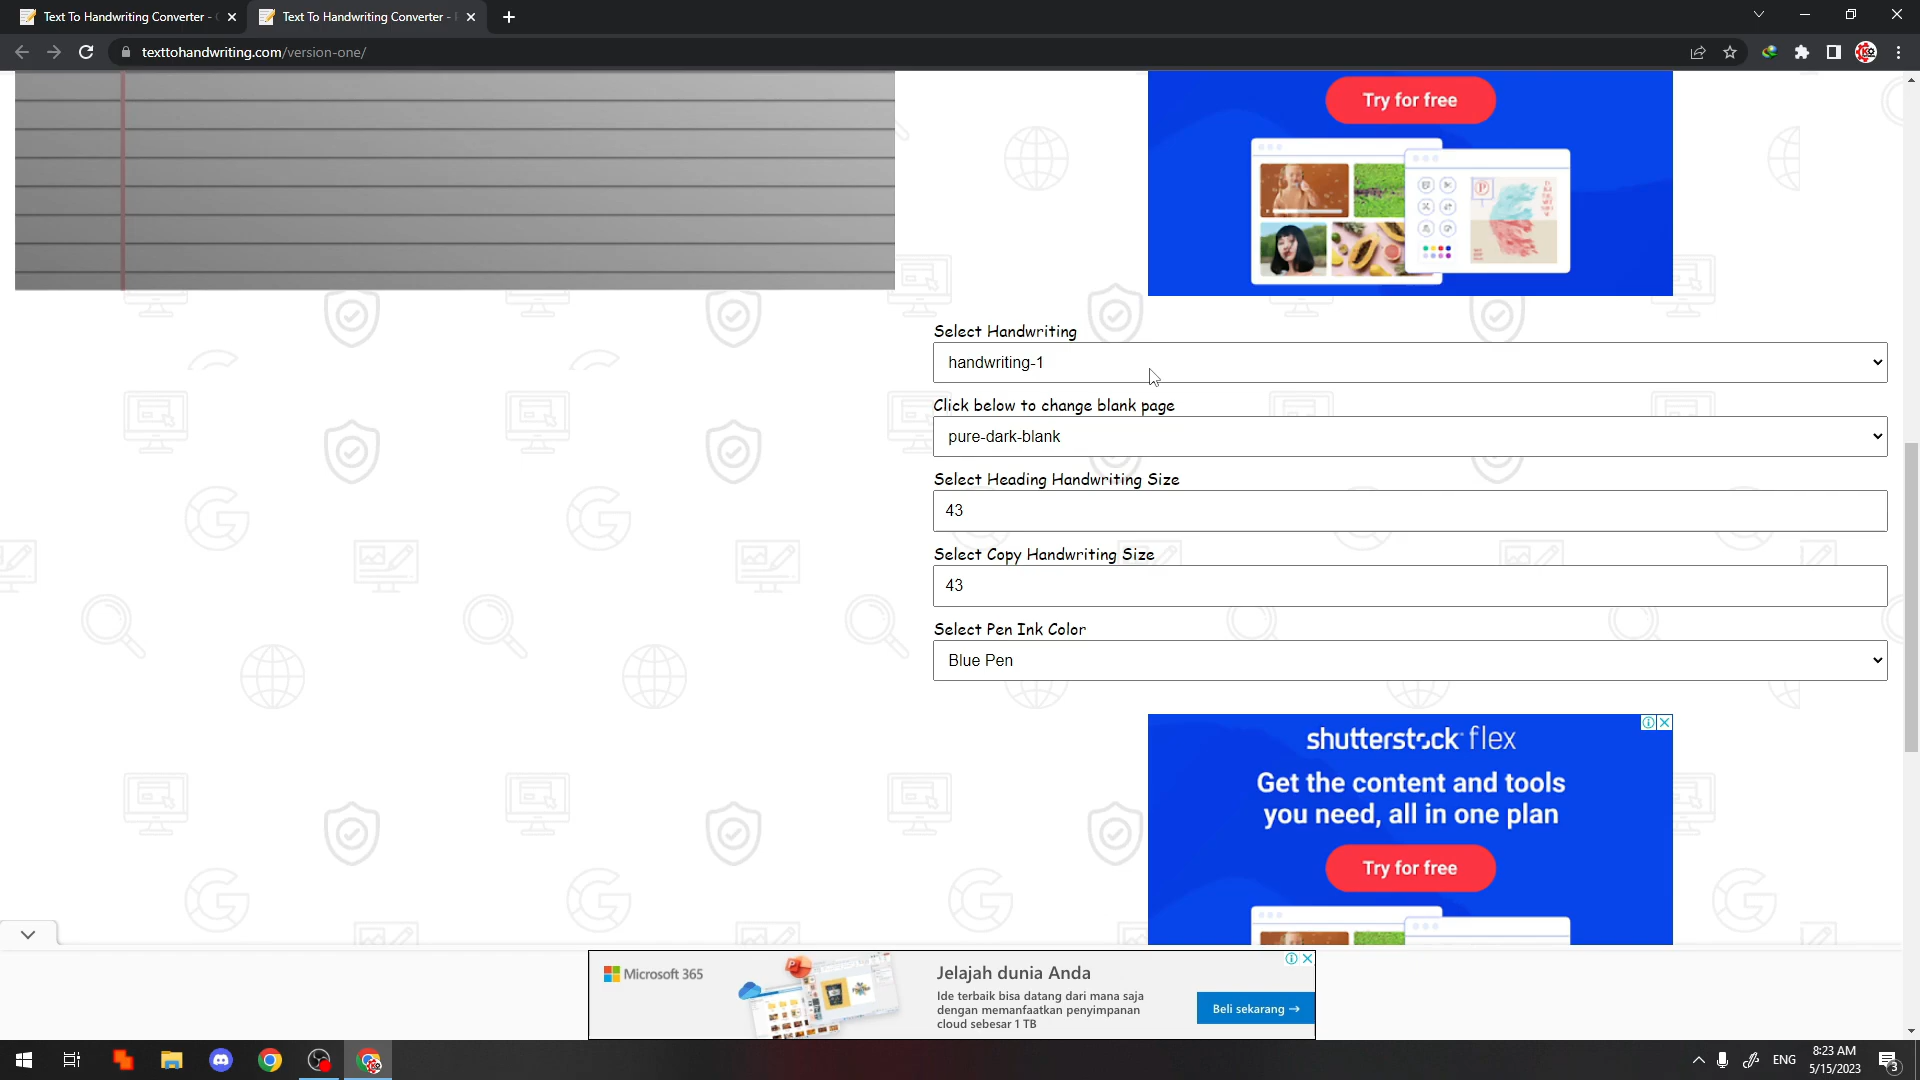 Text To Handwriting Converter -
Text To Handwriting Converter -
texttohandwriting.com/version-one/
Try for free
Select Handwriting
handwriting-1
Click below to change blank page
pure-dark-blank
Select Heading Handwriting Size
43
Select Copy Handwriting Size
43
Select Pen Ink Color
Blue Pen
shutterstock flex
Get the content and tools
you need, all in one plan
Try for free
Microsoft 365
Jelajah dunia Anda
Ide terbaik bisa datang dari mana saja
dengan memanfaatkan penyimpanan
cloud sebesar 1 TB
Beli sekarang →
ENG
8:23 AM
5/15/2023
3